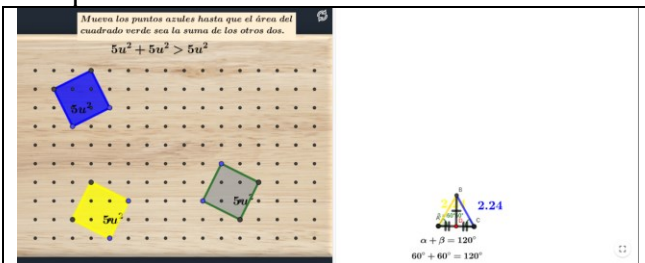 Mueva los puntos azules hasta que el área del
cuadrado verde sea la suma de los otros dos.
5u² + 5u² > 5u²
5u²
5u²
5u²
B
2.24
C
α + β = 120°
60° + 60° = 120°